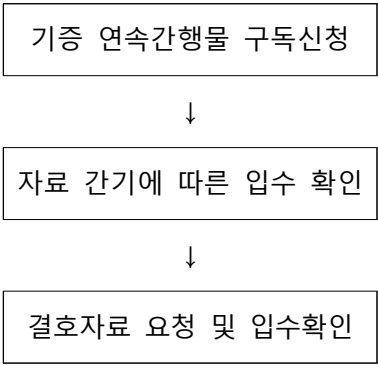 기증 연속간행물 구독신청
↓
자료 간기에 따른 입수 확인
↓
결호자료 요청 및 입수확인